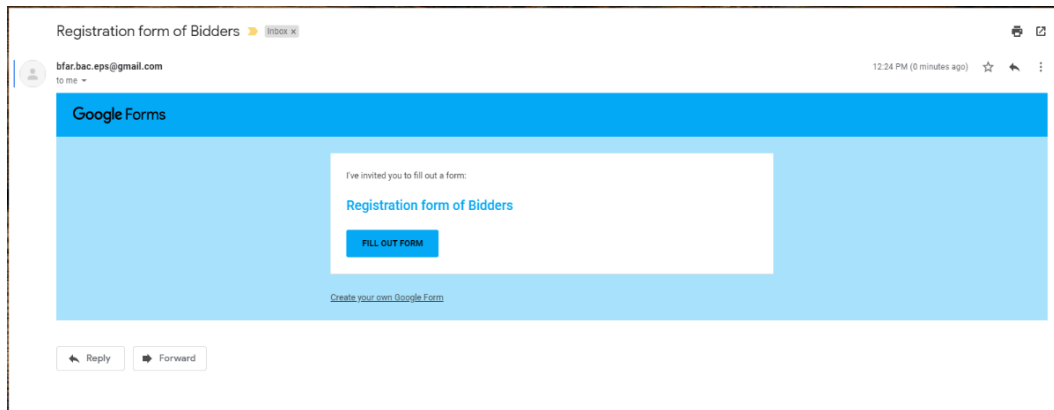 Registration form of Bidders Inbox x
bfar.bac.eps@gmail.com 12:24 PM (0 minutes ago)
to me
Google Forms
I've invited you to fill out a form:
Registration form of Bidders
FILL OUT FORM
Create your own Google Form
Reply Forward